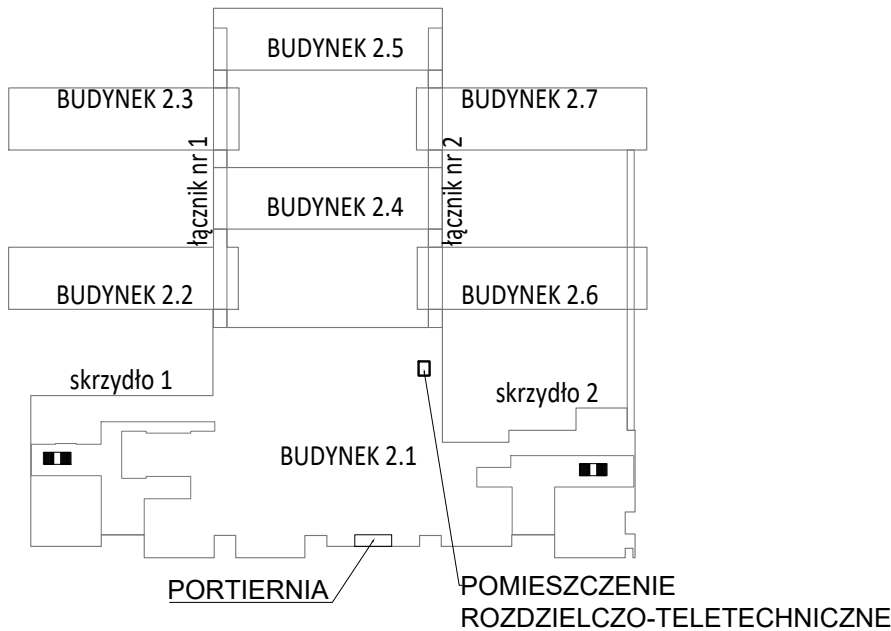 BUDYNEK 2.5
BUDYNEK 2.3
BUDYNEK 2.7
łącznik nr 1
łącznik nr 2
BUDYNEK 2.4
BUDYNEK 2.2
BUDYNEK 2.6
skrzydło 1
skrzydło 2
BUDYNEK 2.1
PORTIERNIA
POMIESZCZENIE
ROZDZIELCZO-TELETECHNICZNE